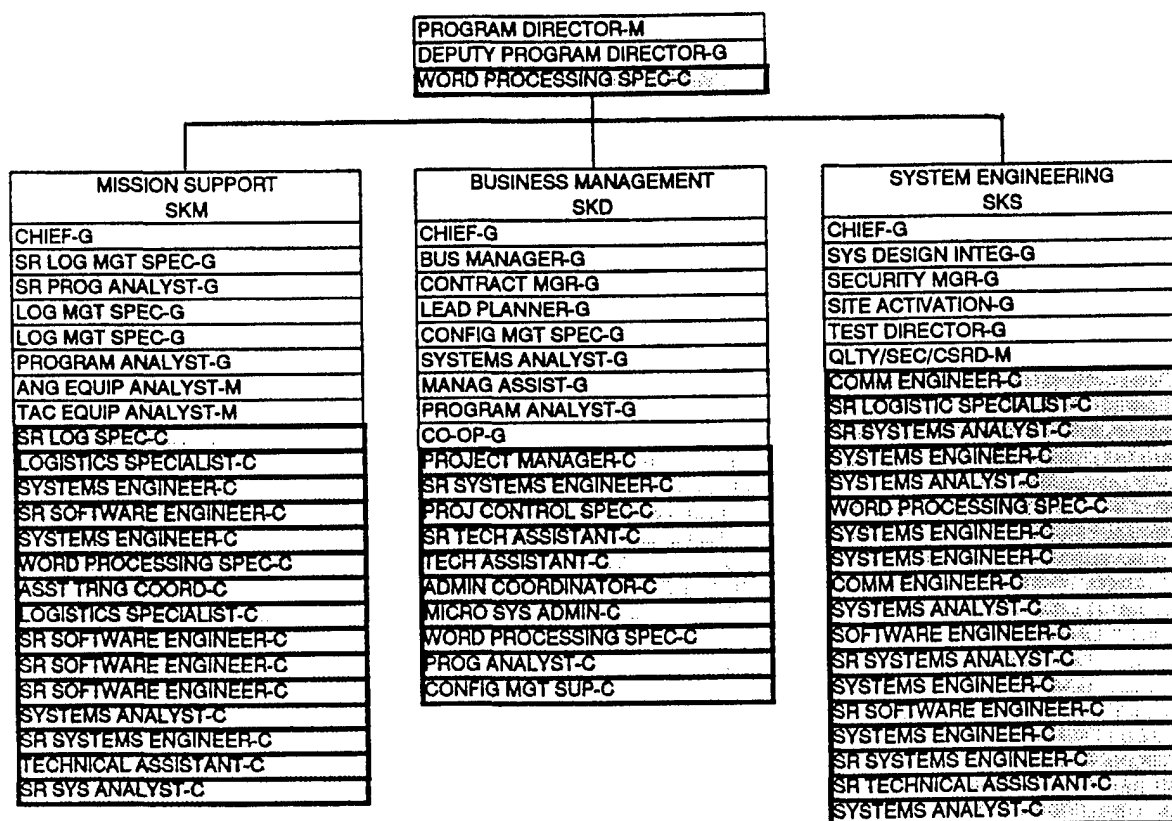 PROGRAM DIRECTOR-M
DEPUTY PROGRAM DIRECTOR-G
WORD PROCESSING SPEC-C
MISSION SUPPORT
SKM
CHIEF-G
SR LOG MGT SPEC-G
SR PROG ANALYST-G
LOG MGT SPEC-G
LOG MGT SPEC-G
PROGRAM ANALYST-G
ANG EQUIP ANALYST-M
TAC EQUIP ANALYST-M
SR LOG SPEC-C
LOGISTICS SPECIALIST-C
SYSTEMS ENGINEER-C
SR SOFTWARE ENGINEER-C
SYSTEMS ENGINEER-C
WORD PROCESSING SPEC-C
ASST TRNG COORD-C
LOGISTICS SPECIALIST-C
SR SOFTWARE ENGINEER-C
SR SOFTWARE ENGINEER-C
SR SOFTWARE ENGINEER-C
SYSTEMS ANALYST-C
SR SYSTEMS ENGINEER-C
TECHNICAL ASSISTANT-C
SR SYS ANALYST-C
BUSINESS MANAGEMENT
SKD
CHIEF-G
BUS MANAGER-G
CONTRACT MGR-G
LEAD PLANNER-G
CONFIG MGT SPEC-G
SYSTEMS ANALYST-G
MANAG ASSIST-G
PROGRAM ANALYST-G
CO-OP-G
PROJECT MANAGER-C
SR SYSTEMS ENGINEER-C
PROJ CONTROL SPEC-C
SR TECH ASSISTANT-C
TECH ASSISTANT-C
ADMIN COORDINATOR-C
MICRO SYS ADMIN-C
WORD PROCESSING SPEC-C
PROG ANALYST-C
CONFIG MGT SUP-C
SYSTEM ENGINEERING
SKS
CHIEF-G
SYS DESIGN INTEG-G
SECURITY MGR-G
SITE ACTIVATION-G
TEST DIRECTOR-G
QLTY/SEC/CSRD-M
COMM ENGINEER-C
SR LOGISTIC SPECIALIST-C
SR SYSTEMS ANALYST-C
SYSTEMS ENGINEER-C
SYSTEMS ANALYST-C
WORD PROCESSING SPEC-C
SYSTEMS ENGINEER-C
SYSTEMS ENGINEER-C
COMM ENGINEER-C
SYSTEMS ANALYST-C
SOFTWARE ENGINEER-C
SR SYSTEMS ANALYST-C
SYSTEMS ENGINEER-C
SR SOFTWARE ENGINEER-C
SYSTEMS ENGINEER-C
SR SYSTEMS ENGINEER-C
SR TECHNICAL ASSISTANT-C
SYSTEMS ANALYST-C